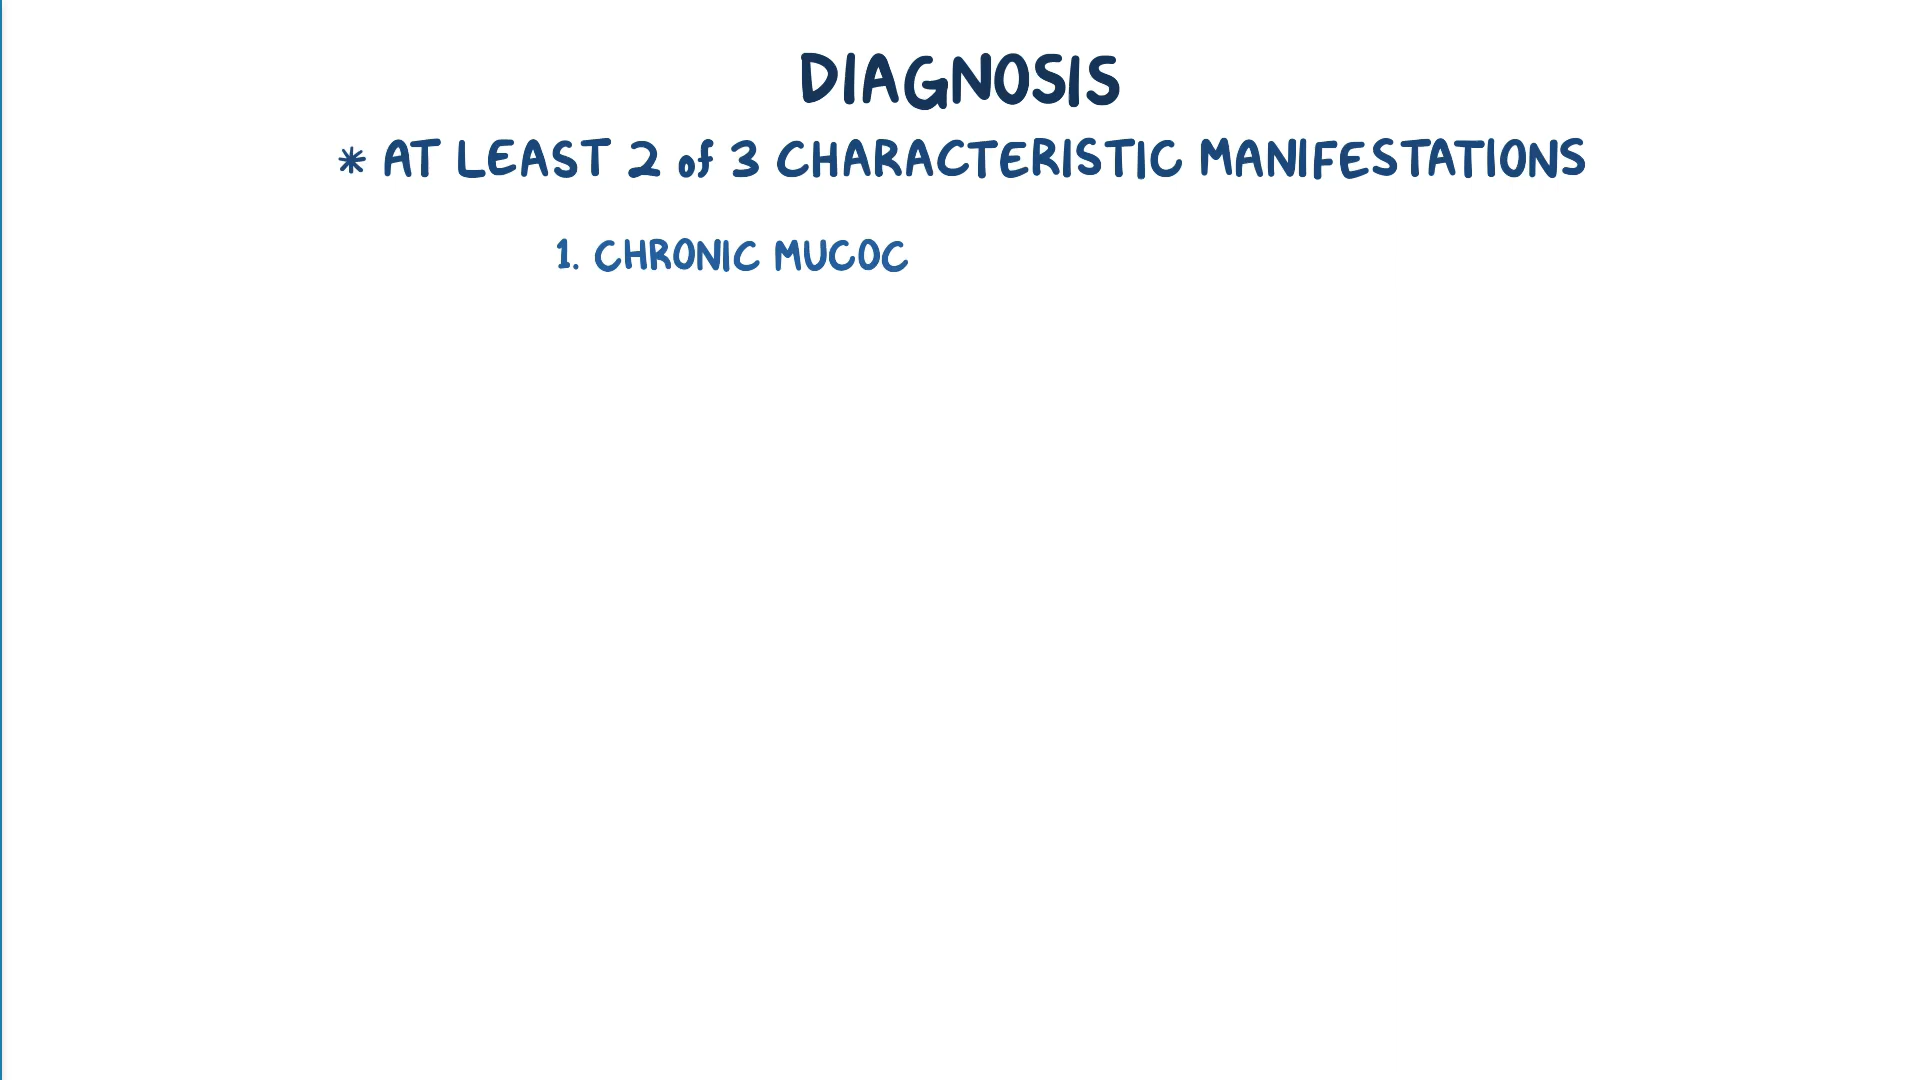 DIAGNOSIS
* AT LEAST 2 of 3 CHARACTERISTIC MANIFESTATIONS
1. CHRONIC MUCOC